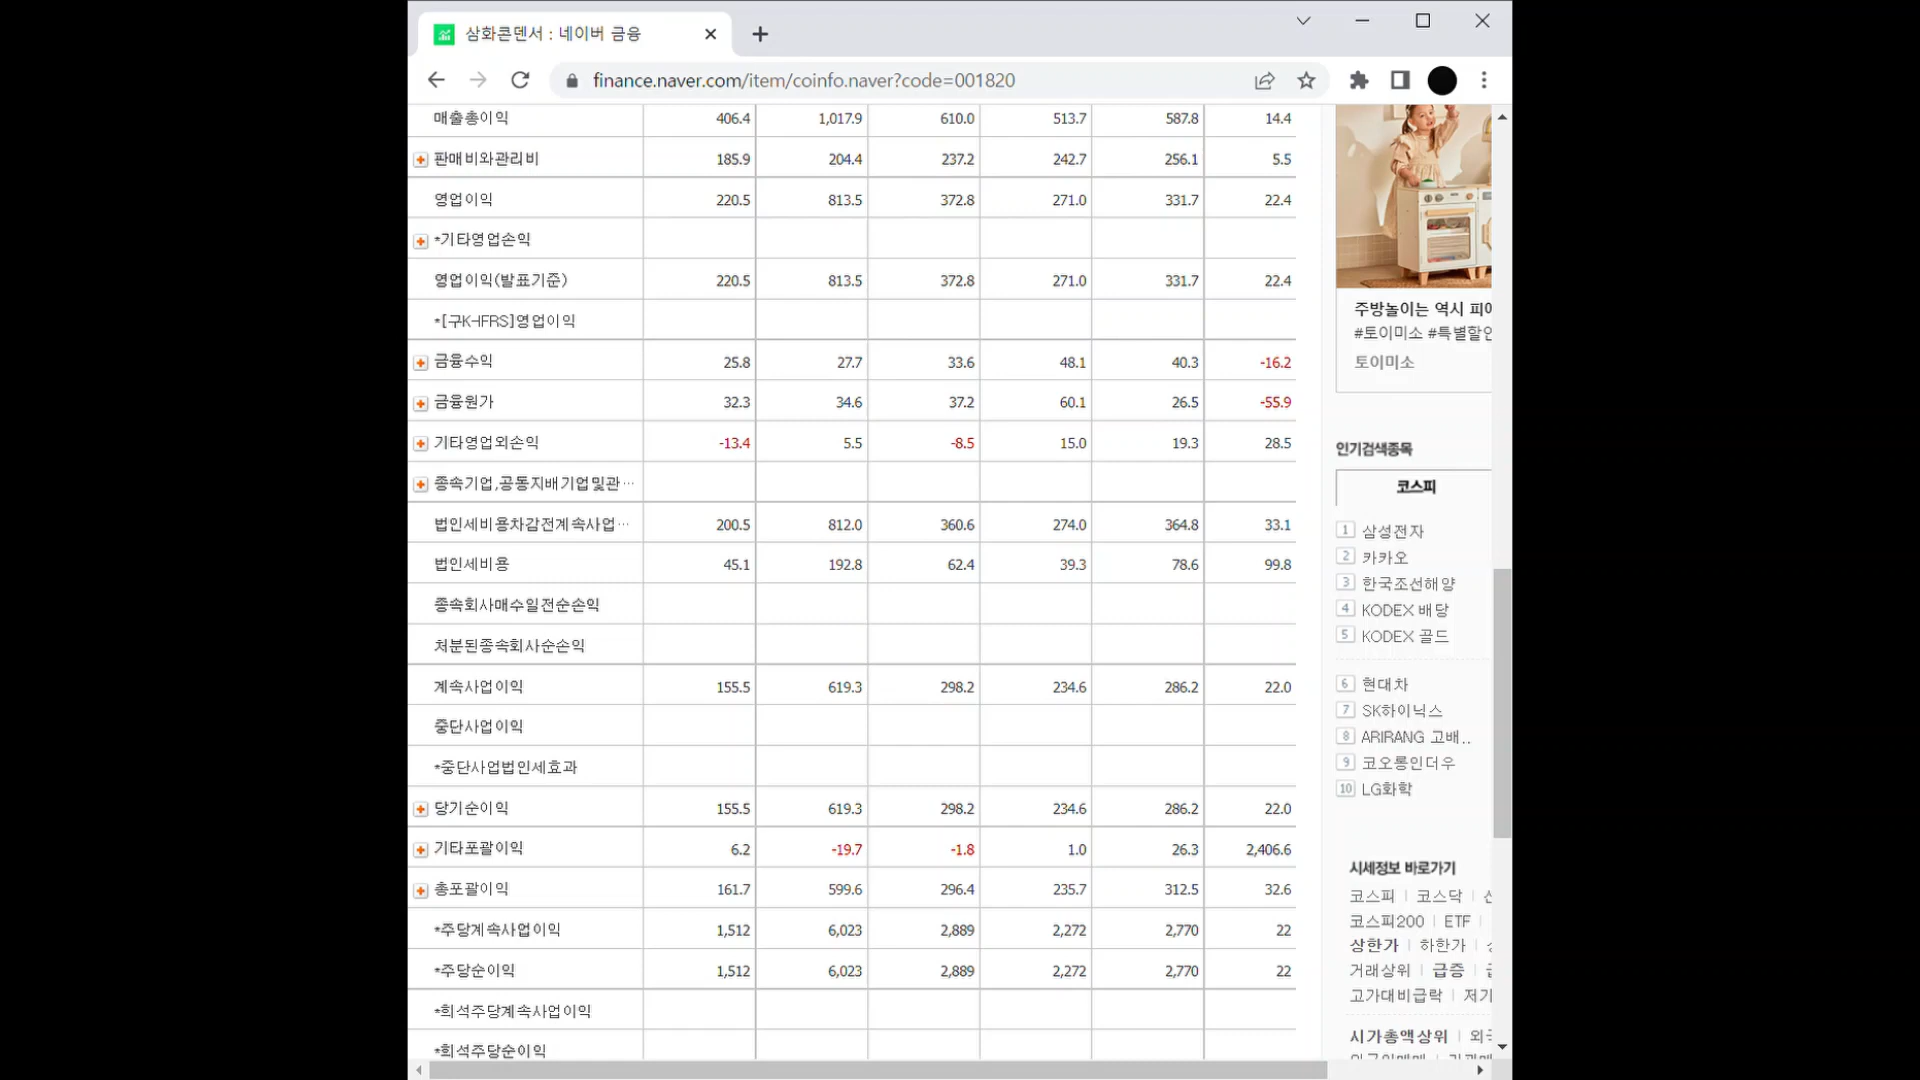 삼화콘덴서 : 네이버 금융
finance.naver.com/item/coinfo.naver?code=001820
매출총이익 406.4 1,017.9 610.0 513.7 587.8 14.4
판매비와관리비 185.9 204.4 237.2 242.7 256.1 5.5
영업이익 220.5 813.5 372.8 271.0 331.7 22.4
*기타영업손익
영업이익(발표기준) 220.5 813.5 372.8 271.0 331.7 22.4
*[구K-IFRS]영업이익
금융수익 25.8 27.7 33.6 48.1 40.3 -16.2
금융원가 32.3 34.6 37.2 60.1 26.5 -55.9
기타영업외손익 -13.4 5.5 -8.5 15.0 19.3 28.5
종속기업,공동지배기업및관…
법인세비용차감전계속사업… 200.5 812.0 360.6 274.0 364.8 33.1
법인세비용 45.1 192.8 62.4 39.3 78.6 99.8
종속회사매수일전순손익
처분된종속회사순손익
계속사업이익 155.5 619.3 298.2 234.6 286.2 22.0
중단사업이익
*중단사업법인세효과
당기순이익 155.5 619.3 298.2 234.6 286.2 22.0
기타포괄이익 6.2 -19.7 -1.8 1.0 26.3 2,406.6
총포괄이익 161.7 599.6 296.4 235.7 312.5 32.6
*주당계속사업이익 1,512 6,023 2,889 2,272 2,770 22
*주당순이익 1,512 6,023 2,889 2,272 2,770 22
*희석주당계속사업이익
*희석주당순이익
주방놀이는 역시 피
#토이미소 #특별할인
토이미소
인기검색종목
코스피
1 삼성전자
2 카카오
3 한국조선해양
4 KODEX 배당
5 KODEX 골드
6 현대차
7 SK하이닉스
8 ARIRANG 고배..
9 코오롱인더우
10 LG화학
시세정보 바로가기
코스피 코스닥
코스피200 ETF
상한가 하한가
거래상위 급증
고가대비급락 저가
시가총액상위 외국